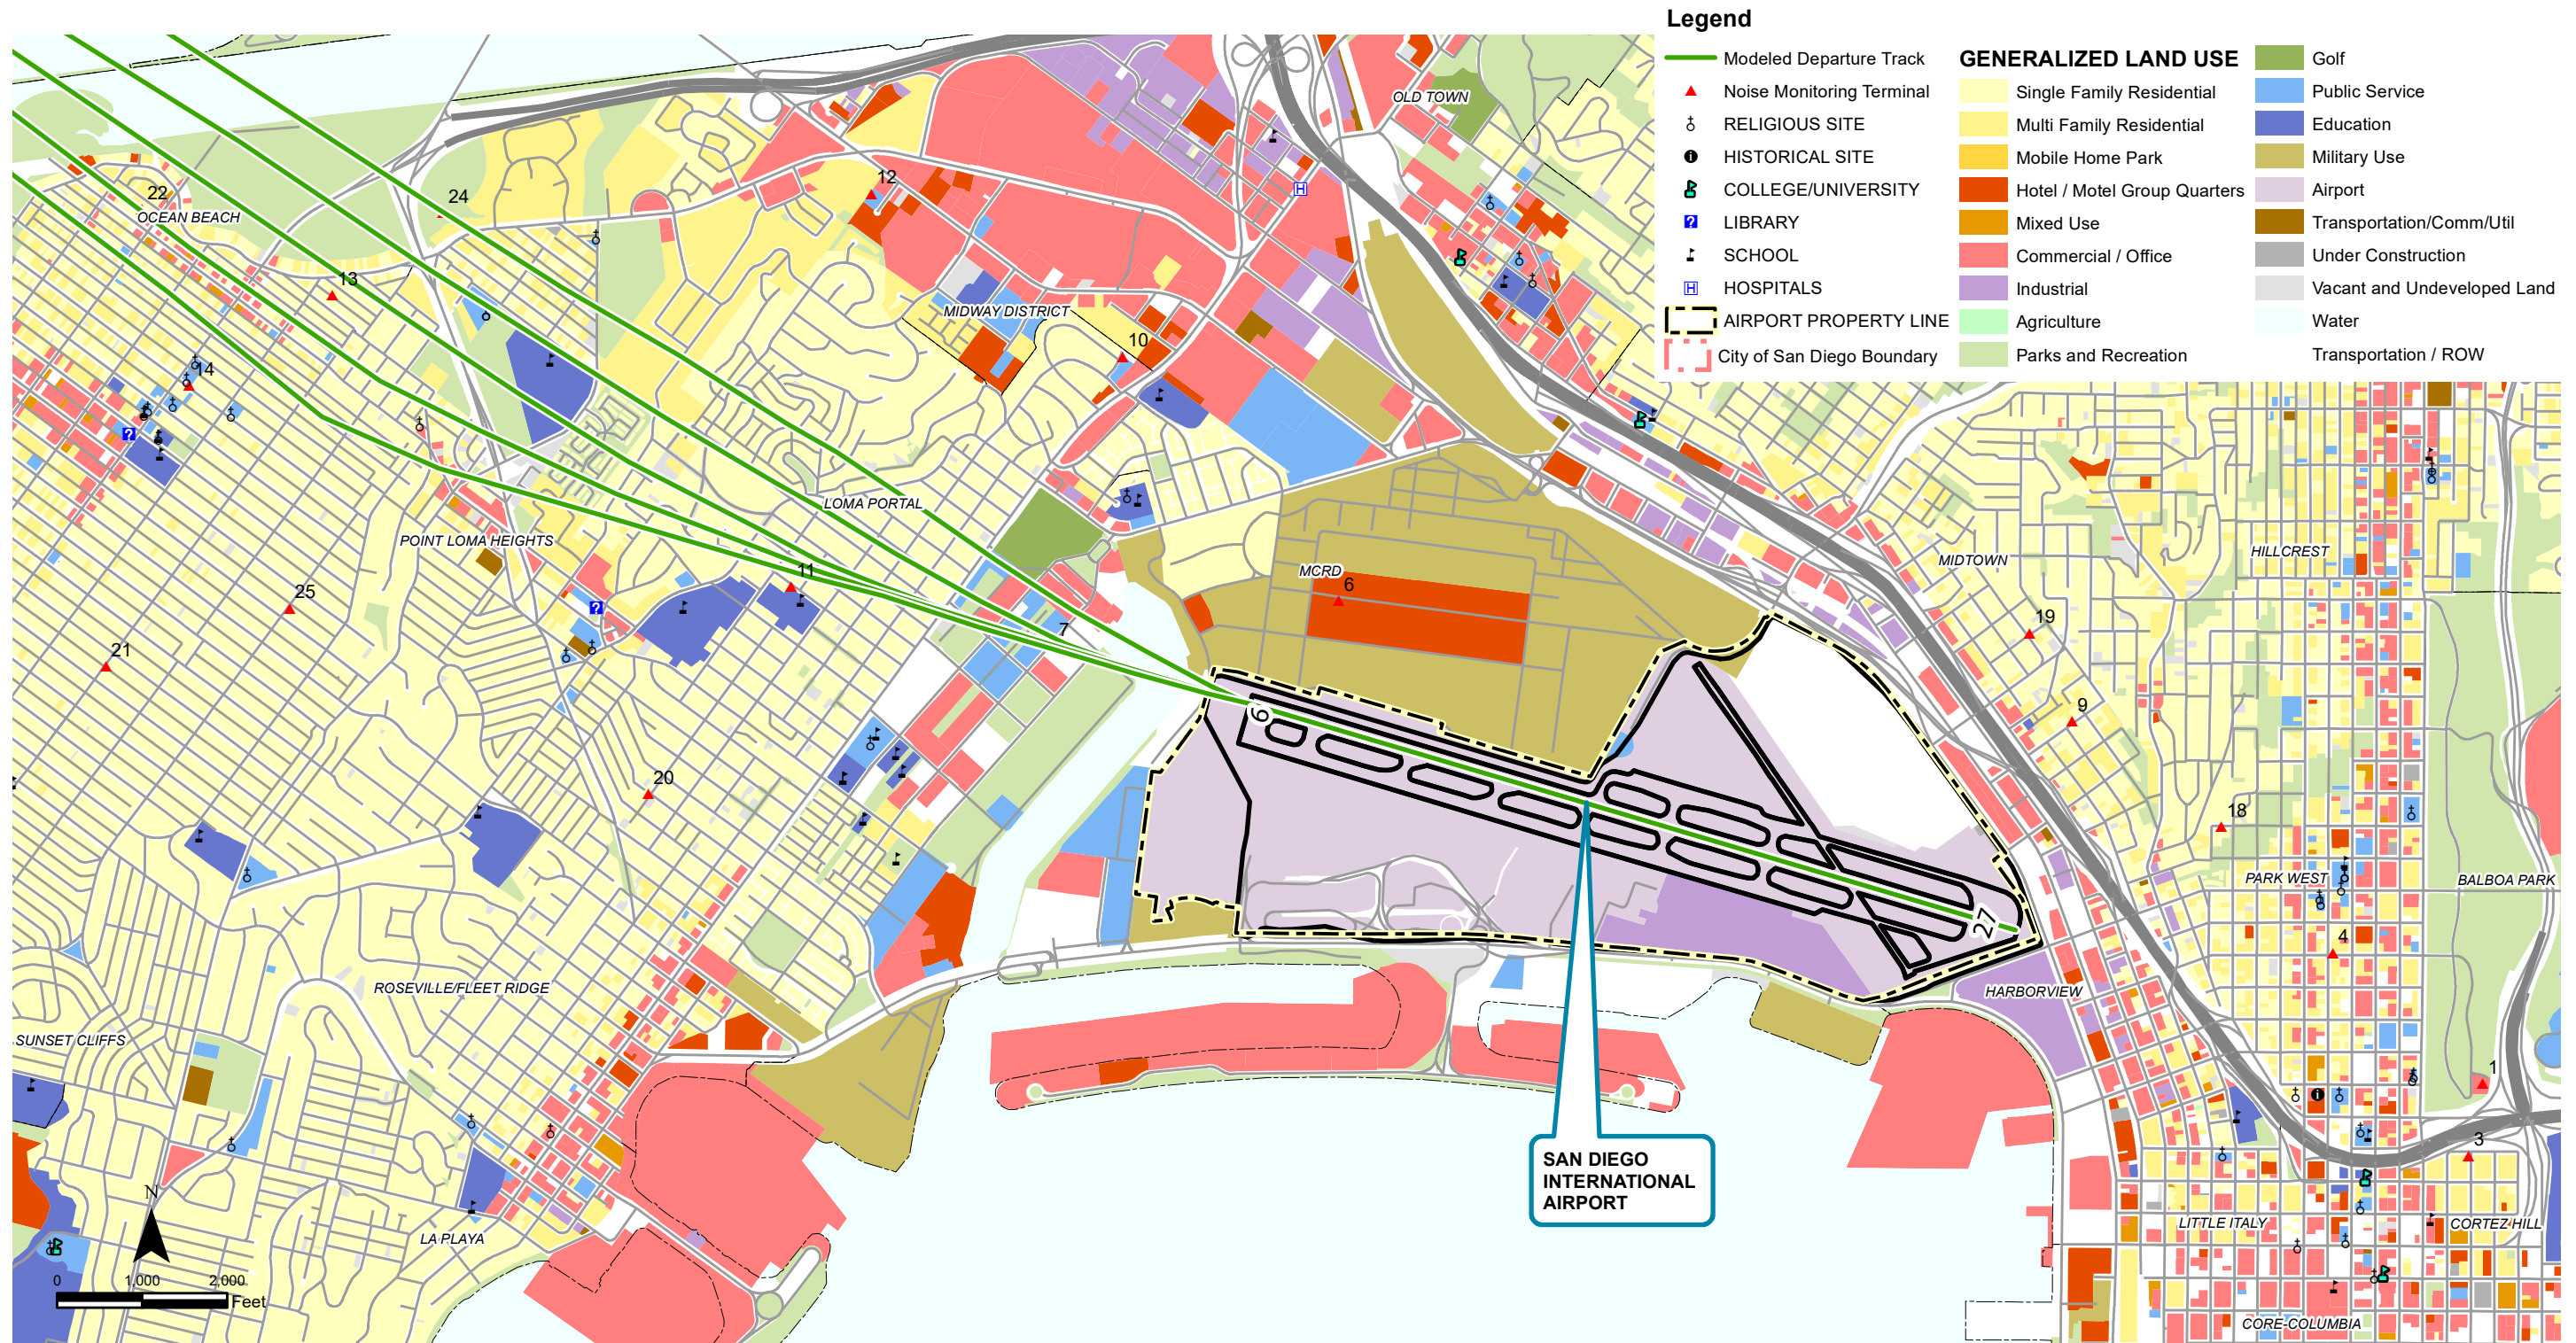 Legend
Modeled Departure Track
Noise Monitoring Terminal
RELIGIOUS SITE
HISTORICAL SITE
COLLEGE/UNIVERSITY
LIBRARY
SCHOOL
HOSPITALS
AIRPORT PROPERTY LINE
City of San Diego Boundary
GENERALIZED LAND USE
Single Family Residential
Multi Family Residential
Mobile Home Park
Hotel / Motel Group Quarters
Mixed Use
Commercial / Office
Industrial
Agriculture
Parks and Recreation
Golf
Public Service
Education
Military Use
Airport
Transportation/Comm/Util
Under Construction
Vacant and Undeveloped Land
Water
Transportation / ROW
OLD TOWN
12
22
24
OCEAN BEACH
13
MIDWAY DISTRICT
10
14
LOMA PORTAL
POINT LOMA HEIGHTS
MIDTOWN
HILLCREST
MCRD
6
11
25
7
19
21
9
9
20
18
PARK WEST
BALBOA PARK
27
4
ROSEVILLE/FLEET RIDGE
HARBORVIEW
SUNSET CLIFFS
1
3
SAN DIEGO
INTERNATIONAL
AIRPORT
N
LA PLAYA
LITTLE ITALY
CORTEZ HILL
0 1,000 2,000
Feet
CORE-COLUMBIA